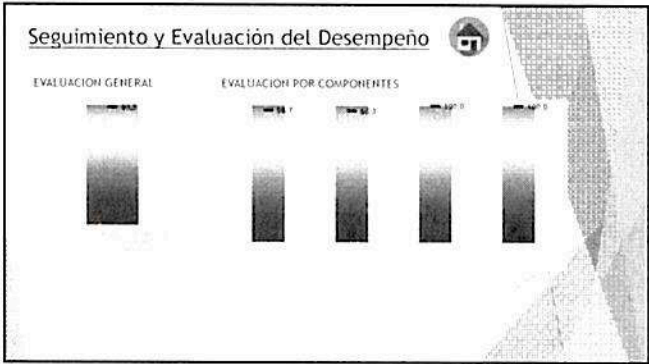 Seguimiento y Evaluación del Desempeño
EVALUACION GENERAL
EVALUACION POR COMPONENTES